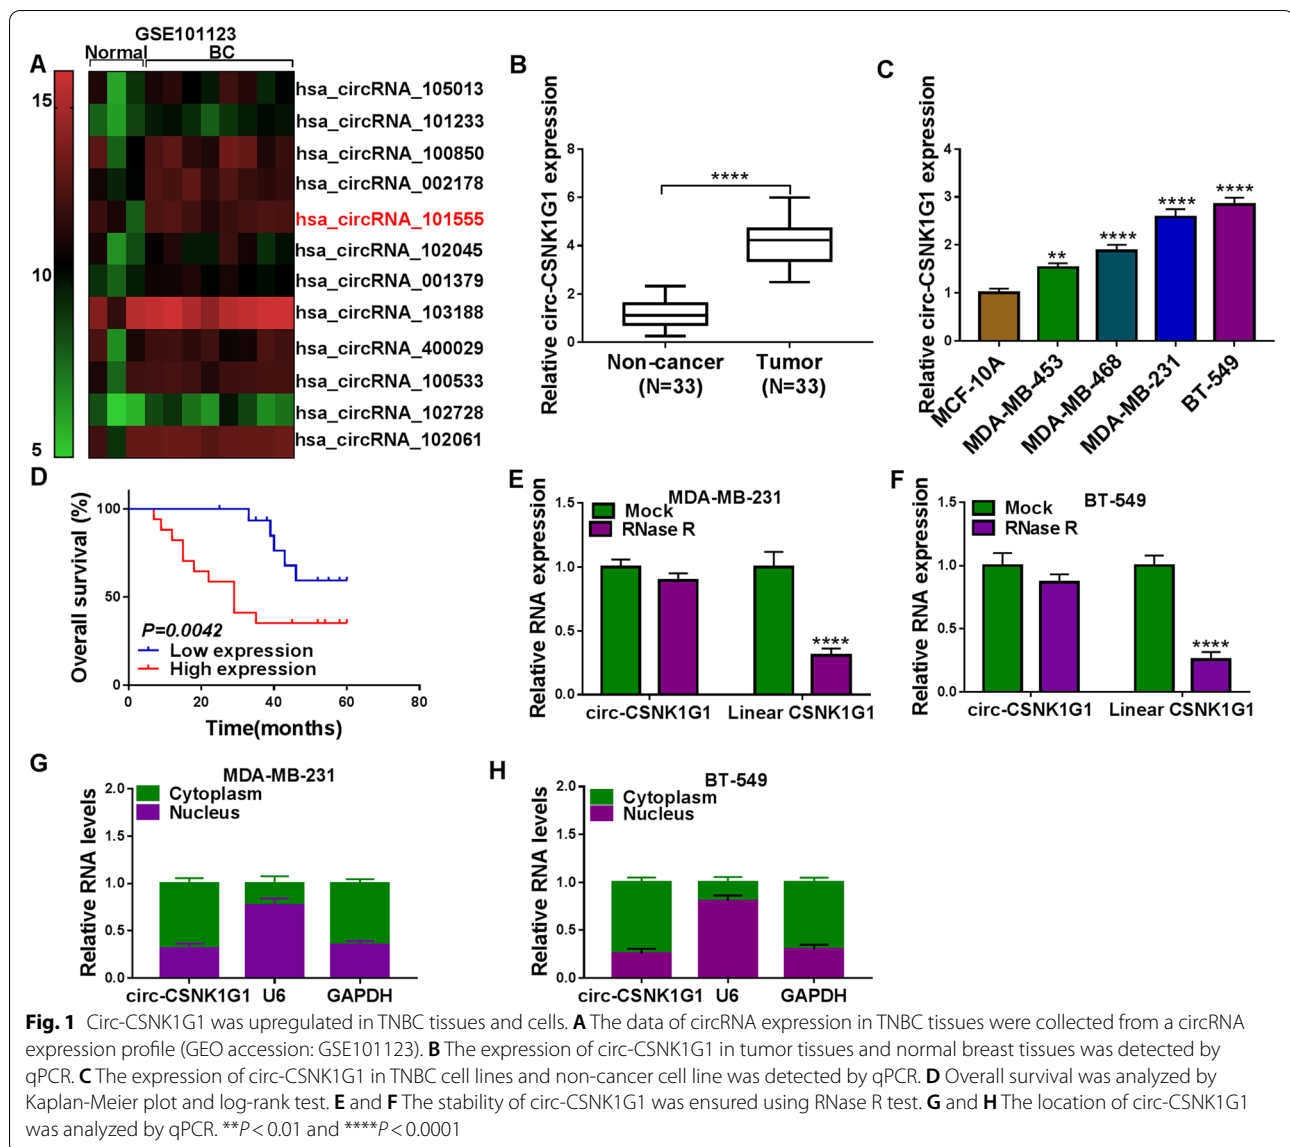 A
GSE101123
Normal
BC
15
10
5
hsa_circRNA_105013
hsa_circRNA_101233
hsa_circRNA_100850
hsa_circRNA_002178
hsa_circRNA_101555
hsa_circRNA_102045
hsa_circRNA_001379
hsa_circRNA_103188
hsa_circRNA_400029
hsa_circRNA_100533
hsa_circRNA_102728
hsa_circRNA_102061
B
Relative circ-CSNK1G1 expression
8
6
4
2
0
****
Non-cancer
(N=33)
Tumor
(N=33)
C
Relative circ-CSNK1G1 expression
4
3
2
1
0
**
****
****
****
MCF-10A
MDA-MB-453
MDA-MB-468
MDA-MB-231
BT-549
D
Overall survival (%)
100
50
0
P=0.0042
Low expression
High expression
0
20
40
60
80
Time(months)
E
MDA-MB-231
Relative RNA expression
1.5
1.0
0.5
0.0
Mock
RNase R
****
circ-CSNK1G1
Linear CSNK1G1
F
BT-549
Relative RNA expression
1.5
1.0
0.5
0.0
Mock
RNase R
****
circ-CSNK1G1
Linear CSNK1G1
G
MDA-MB-231
Relative RNA levels
2.0
1.5
1.0
0.5
0.0
Cytoplasm
Nucleus
circ-CSNK1G1
U6
GAPDH
H
BT-549
Relative RNA levels
2.0
1.5
1.0
0.5
0.0
Cytoplasm
Nucleus
circ-CSNK1G1
U6
GAPDH
Fig. 1 Circ-CSNK1G1 was upregulated in TNBC tissues and cells. A The data of circRNA expression in TNBC tissues were collected from a circRNA
expression profile (GEO accession: GSE101123). B The expression of circ-CSNK1G1 in tumor tissues and normal breast tissues was detected by
qPCR. C The expression of circ-CSNK1G1 in TNBC cell lines and non-cancer cell line was detected by qPCR. D Overall survival was analyzed by
Kaplan-Meier plot and log-rank test. E and F The stability of circ-CSNK1G1 was ensured using RNase R test. G and H The location of circ-CSNK1G1
was analyzed by qPCR. **P < 0.01 and ****P < 0.0001